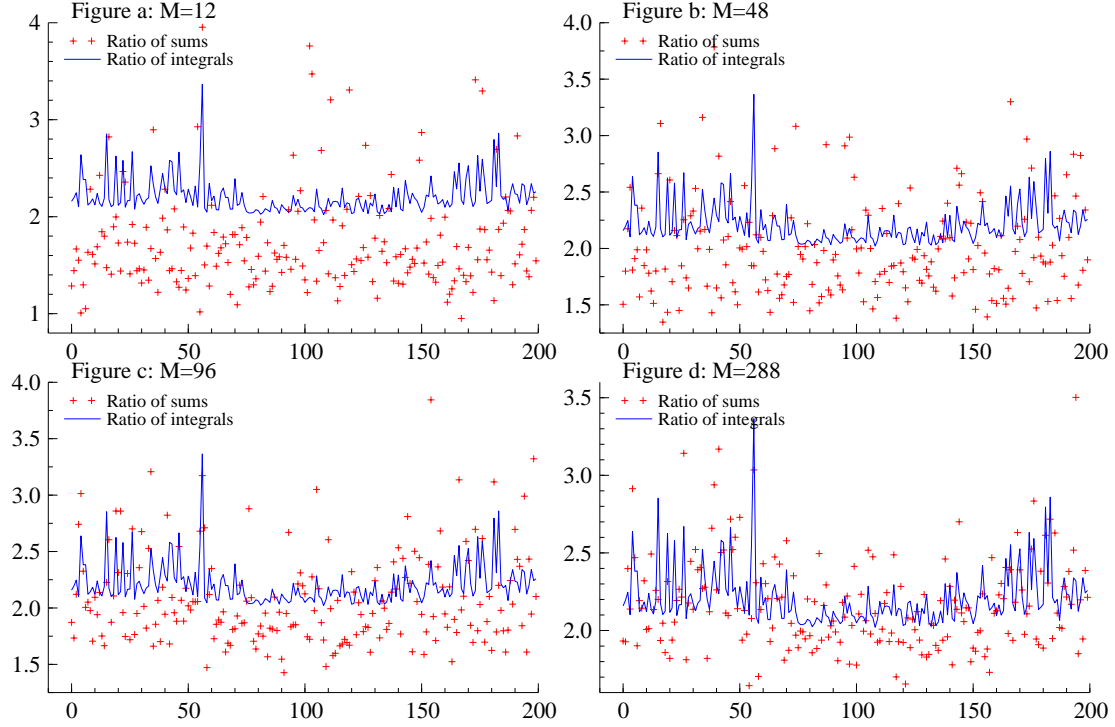 Figure a: M=12
Ratio of sums
Ratio of integrals
4
3
2
1
0 50 100 150 200
Figure b: M=48
Ratio of sums
Ratio of integrals
4.0
3.5
3.0
2.5
2.0
1.5
0 50 100 150 200
Figure c: M=96
Ratio of sums
Ratio of integrals
4.0
3.5
3.0
2.5
2.0
1.5
0 50 100 150 200
Figure d: M=288
Ratio of sums
Ratio of integrals
3.5
3.0
2.5
2.0
0 50 100 150 200